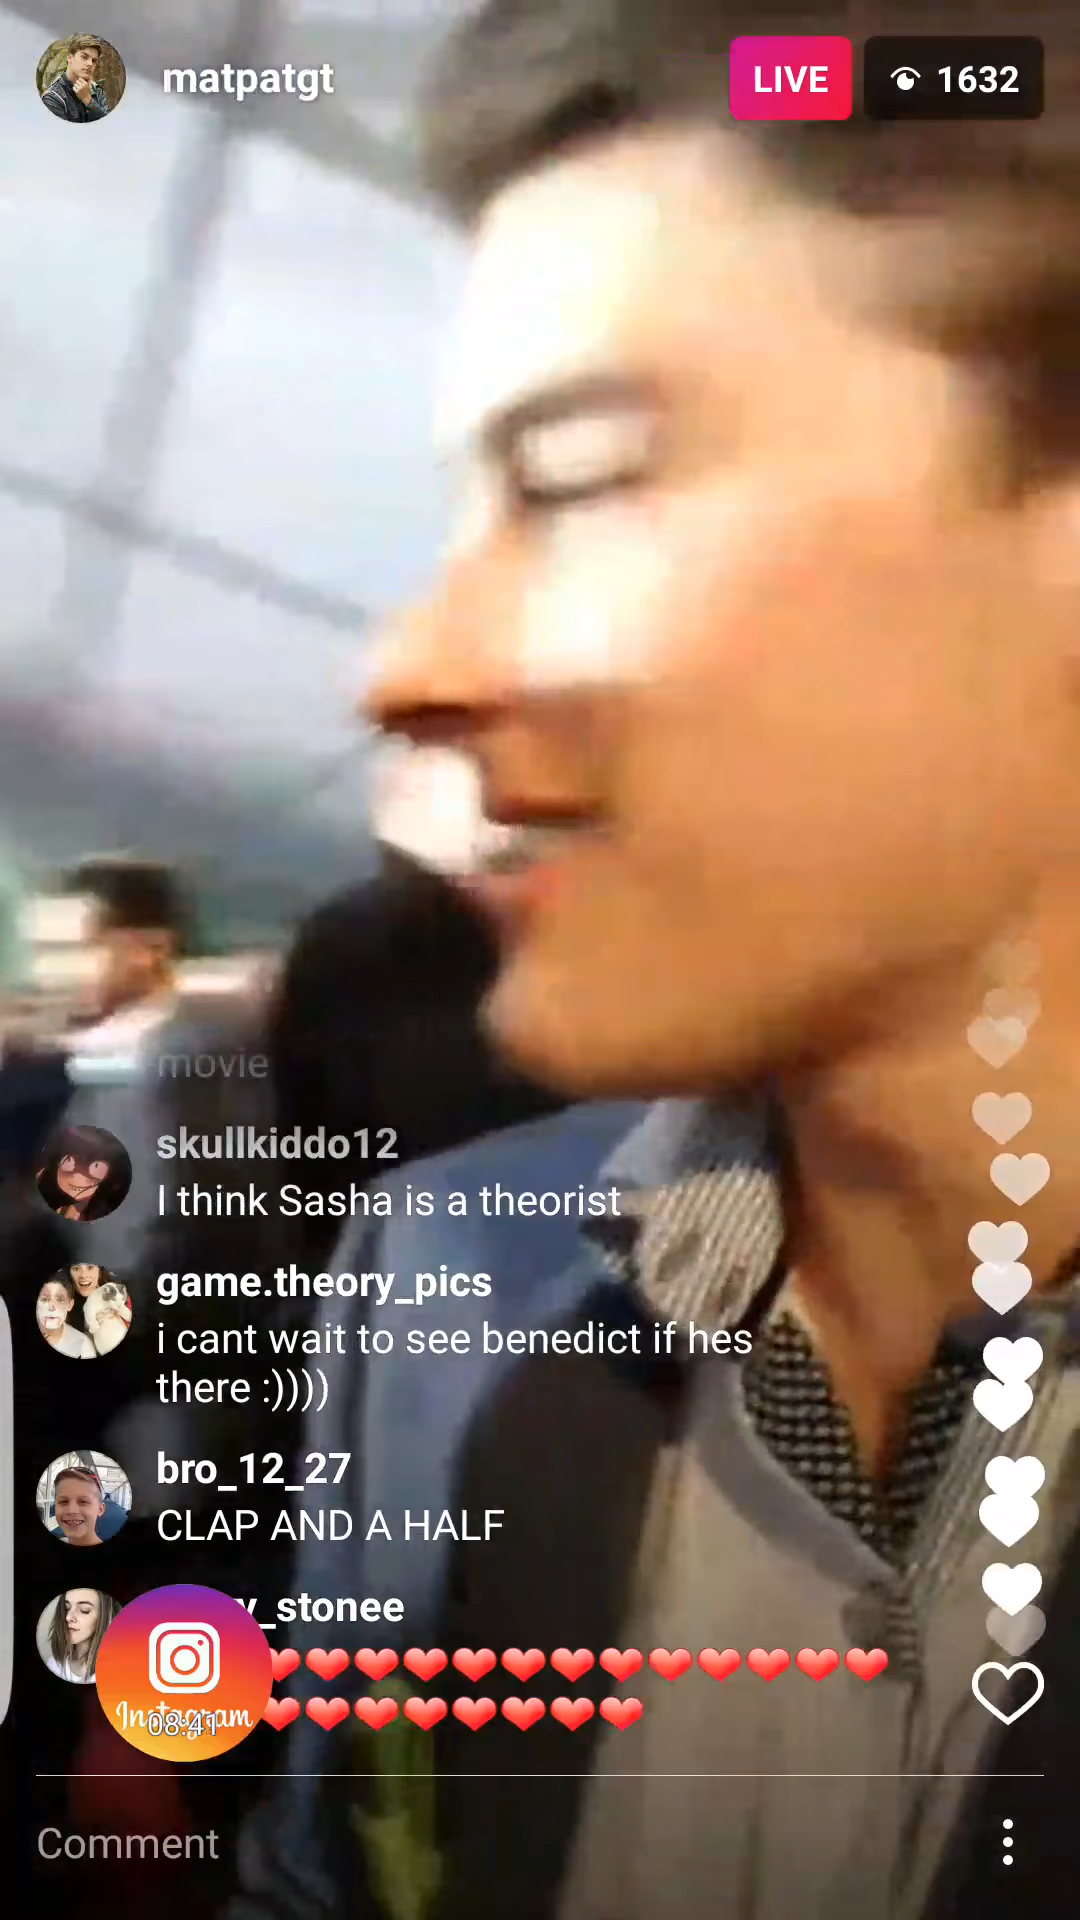 matpatgt
LIVE
1632
movie
skullkiddo12
I think Sasha is a theorist
game.theory_pics
i cant wait to see benedict if hes
there :))))
bro_12_27
CLAP AND A HALF
_stonee
Instagram
08:41
Comment